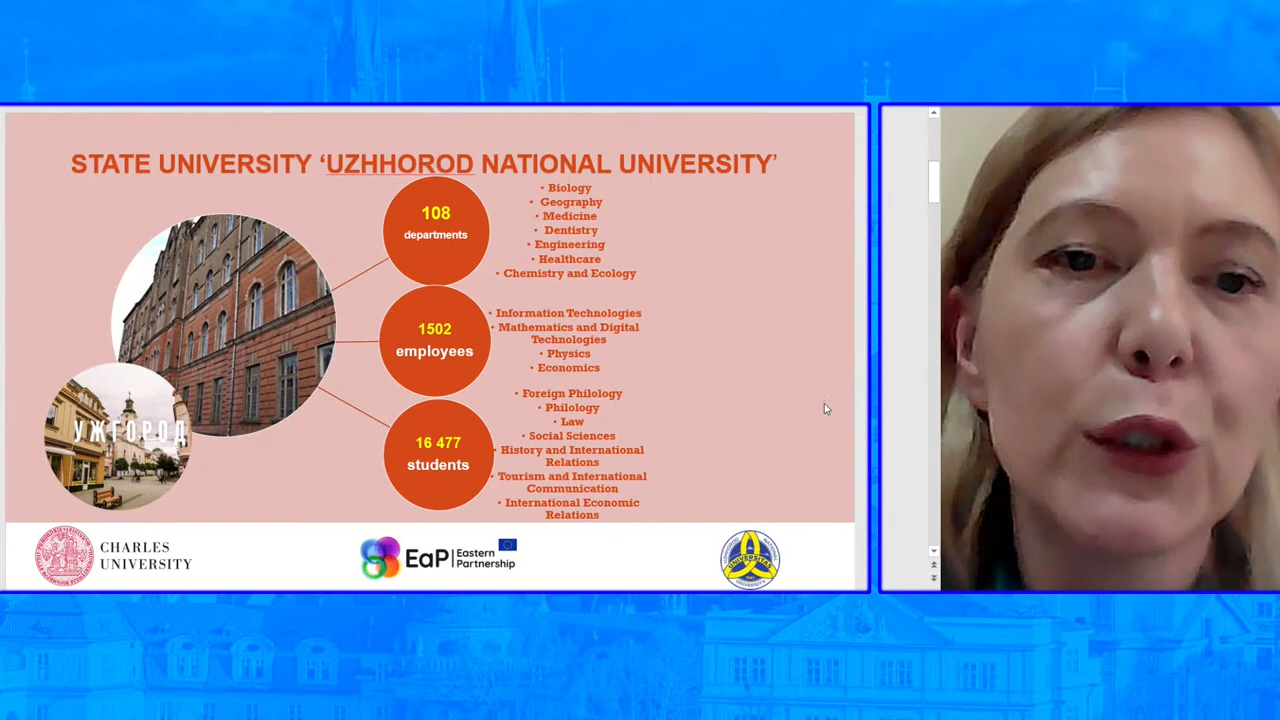 STATE UNIVERSITY ‘UZHHOROD NATIONAL UNIVERSITY’
108
departments
• Biology
• Geography
• Medicine
• Dentistry
• Engineering
• Healthcare
• Chemistry and Ecology
1502
employees
• Information Technologies
• Mathematics and Digital
Technologies
• Physics
• Economics
16 477
students
• Foreign Philology
• Philology
• Law
• Social Sciences
• History and International
Relations
• Tourism and International
Communication
• International Economic
Relations
УЖГОРОД
CHARLES
UNIVERSITY
EaP | Eastern
Partnership
UNIVERSITAS